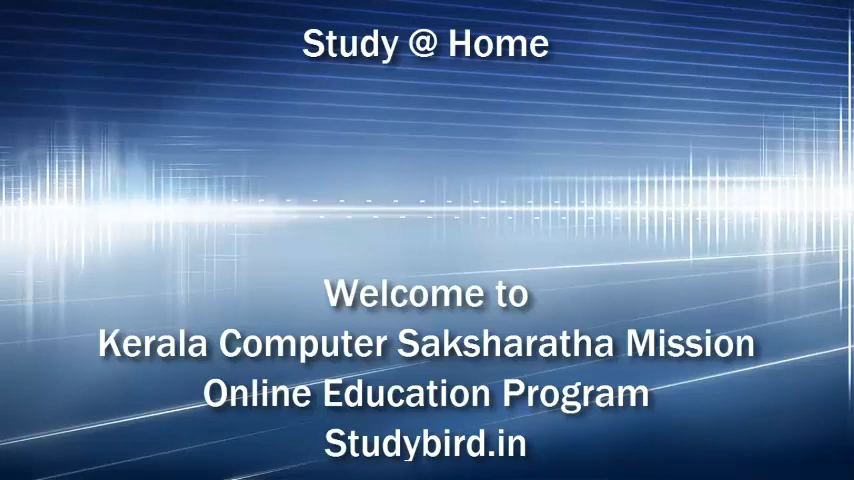 Study @ Home
Welcome to
Kerala Computer Saksharatha Mission
Online Education Program
Studybird.in